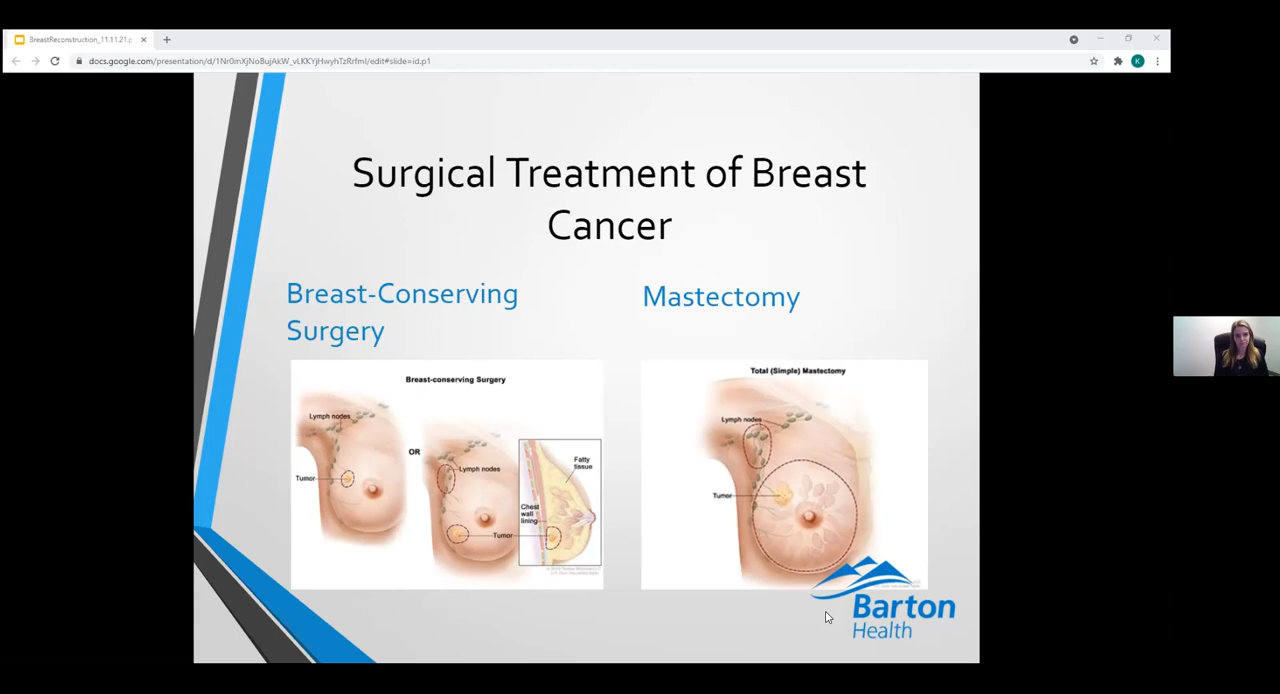 BreastReconstruction_11.11.21.p
docs.google.com/presentation/d/1Nr0mXjNoBujAkW_vLKKYjHwyhTzRrfmI/edit#slide=id.p1
K
Surgical Treatment of Breast
Cancer
Breast-Conserving
Surgery
Mastectomy
Breast-conserving Surgery
Lymph nodes
Tumor
OR
Lymph nodes
Fatty
tissue
Chest
wall
lining
Tumor
Total (Simple) Mastectomy
Lymph nodes
Tumor
Barton
Health